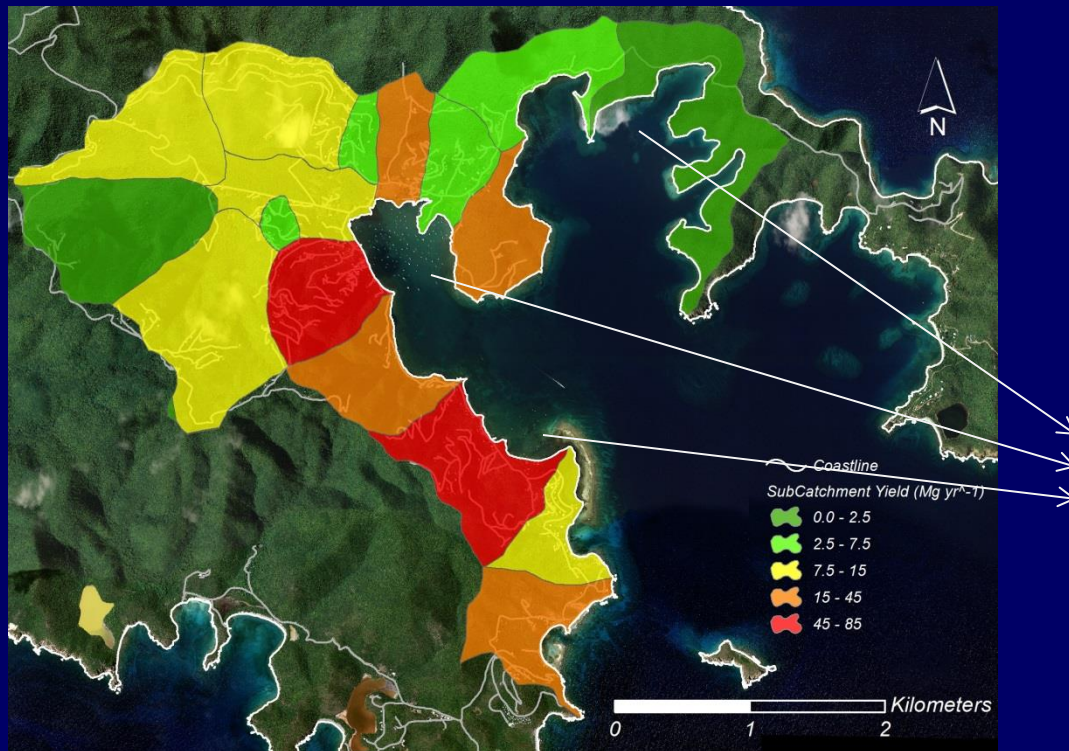 N
Coastline
SubCatchment Yield (Mg yr^-1)
0.0 - 2.5
2.5 - 7.5
7.5 - 15
15 - 45
45 - 85
Kilometers
0 1 2